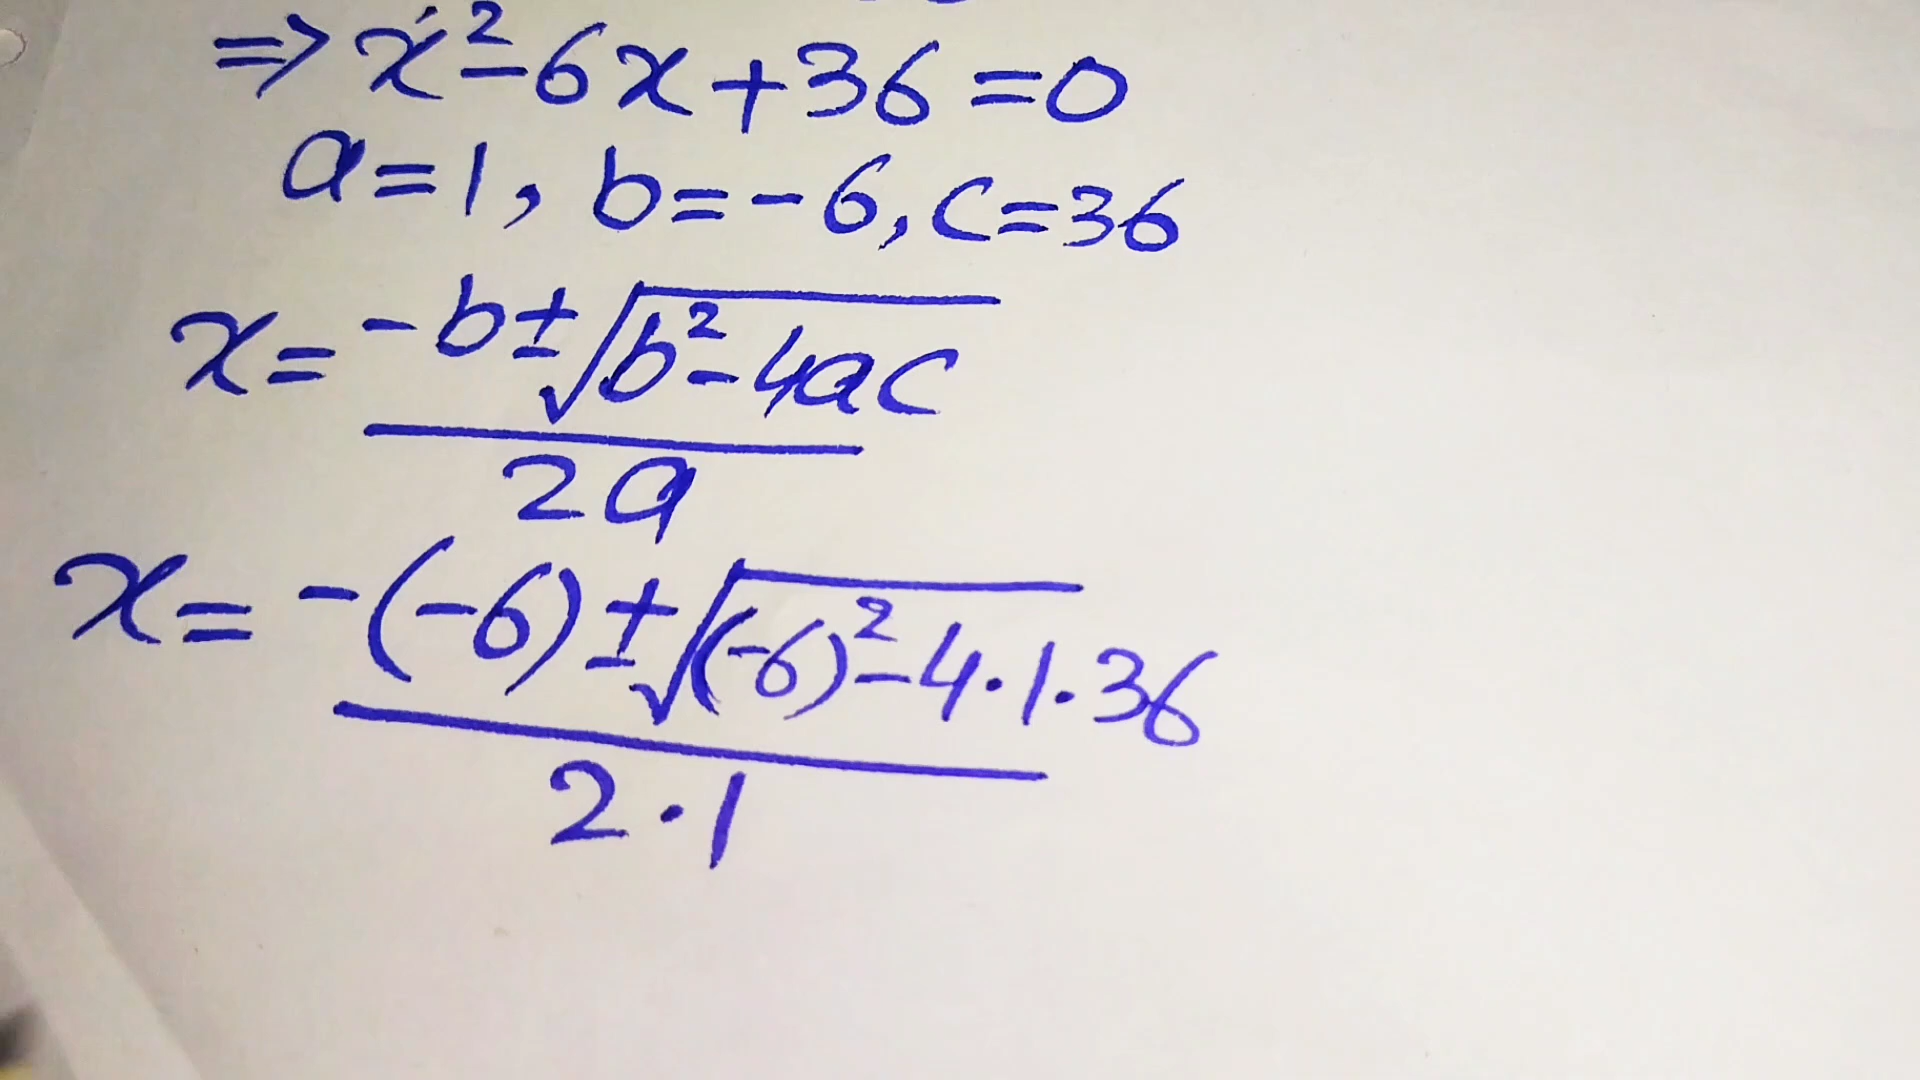 ⇒ x² - 6x + 36 = 0
a = 1, b = -6, c = 36
x = (-b ± √(b² - 4ac)) / 2a
x = (-(-6) ± √((-6)² - 4·1·36)) / 2·1